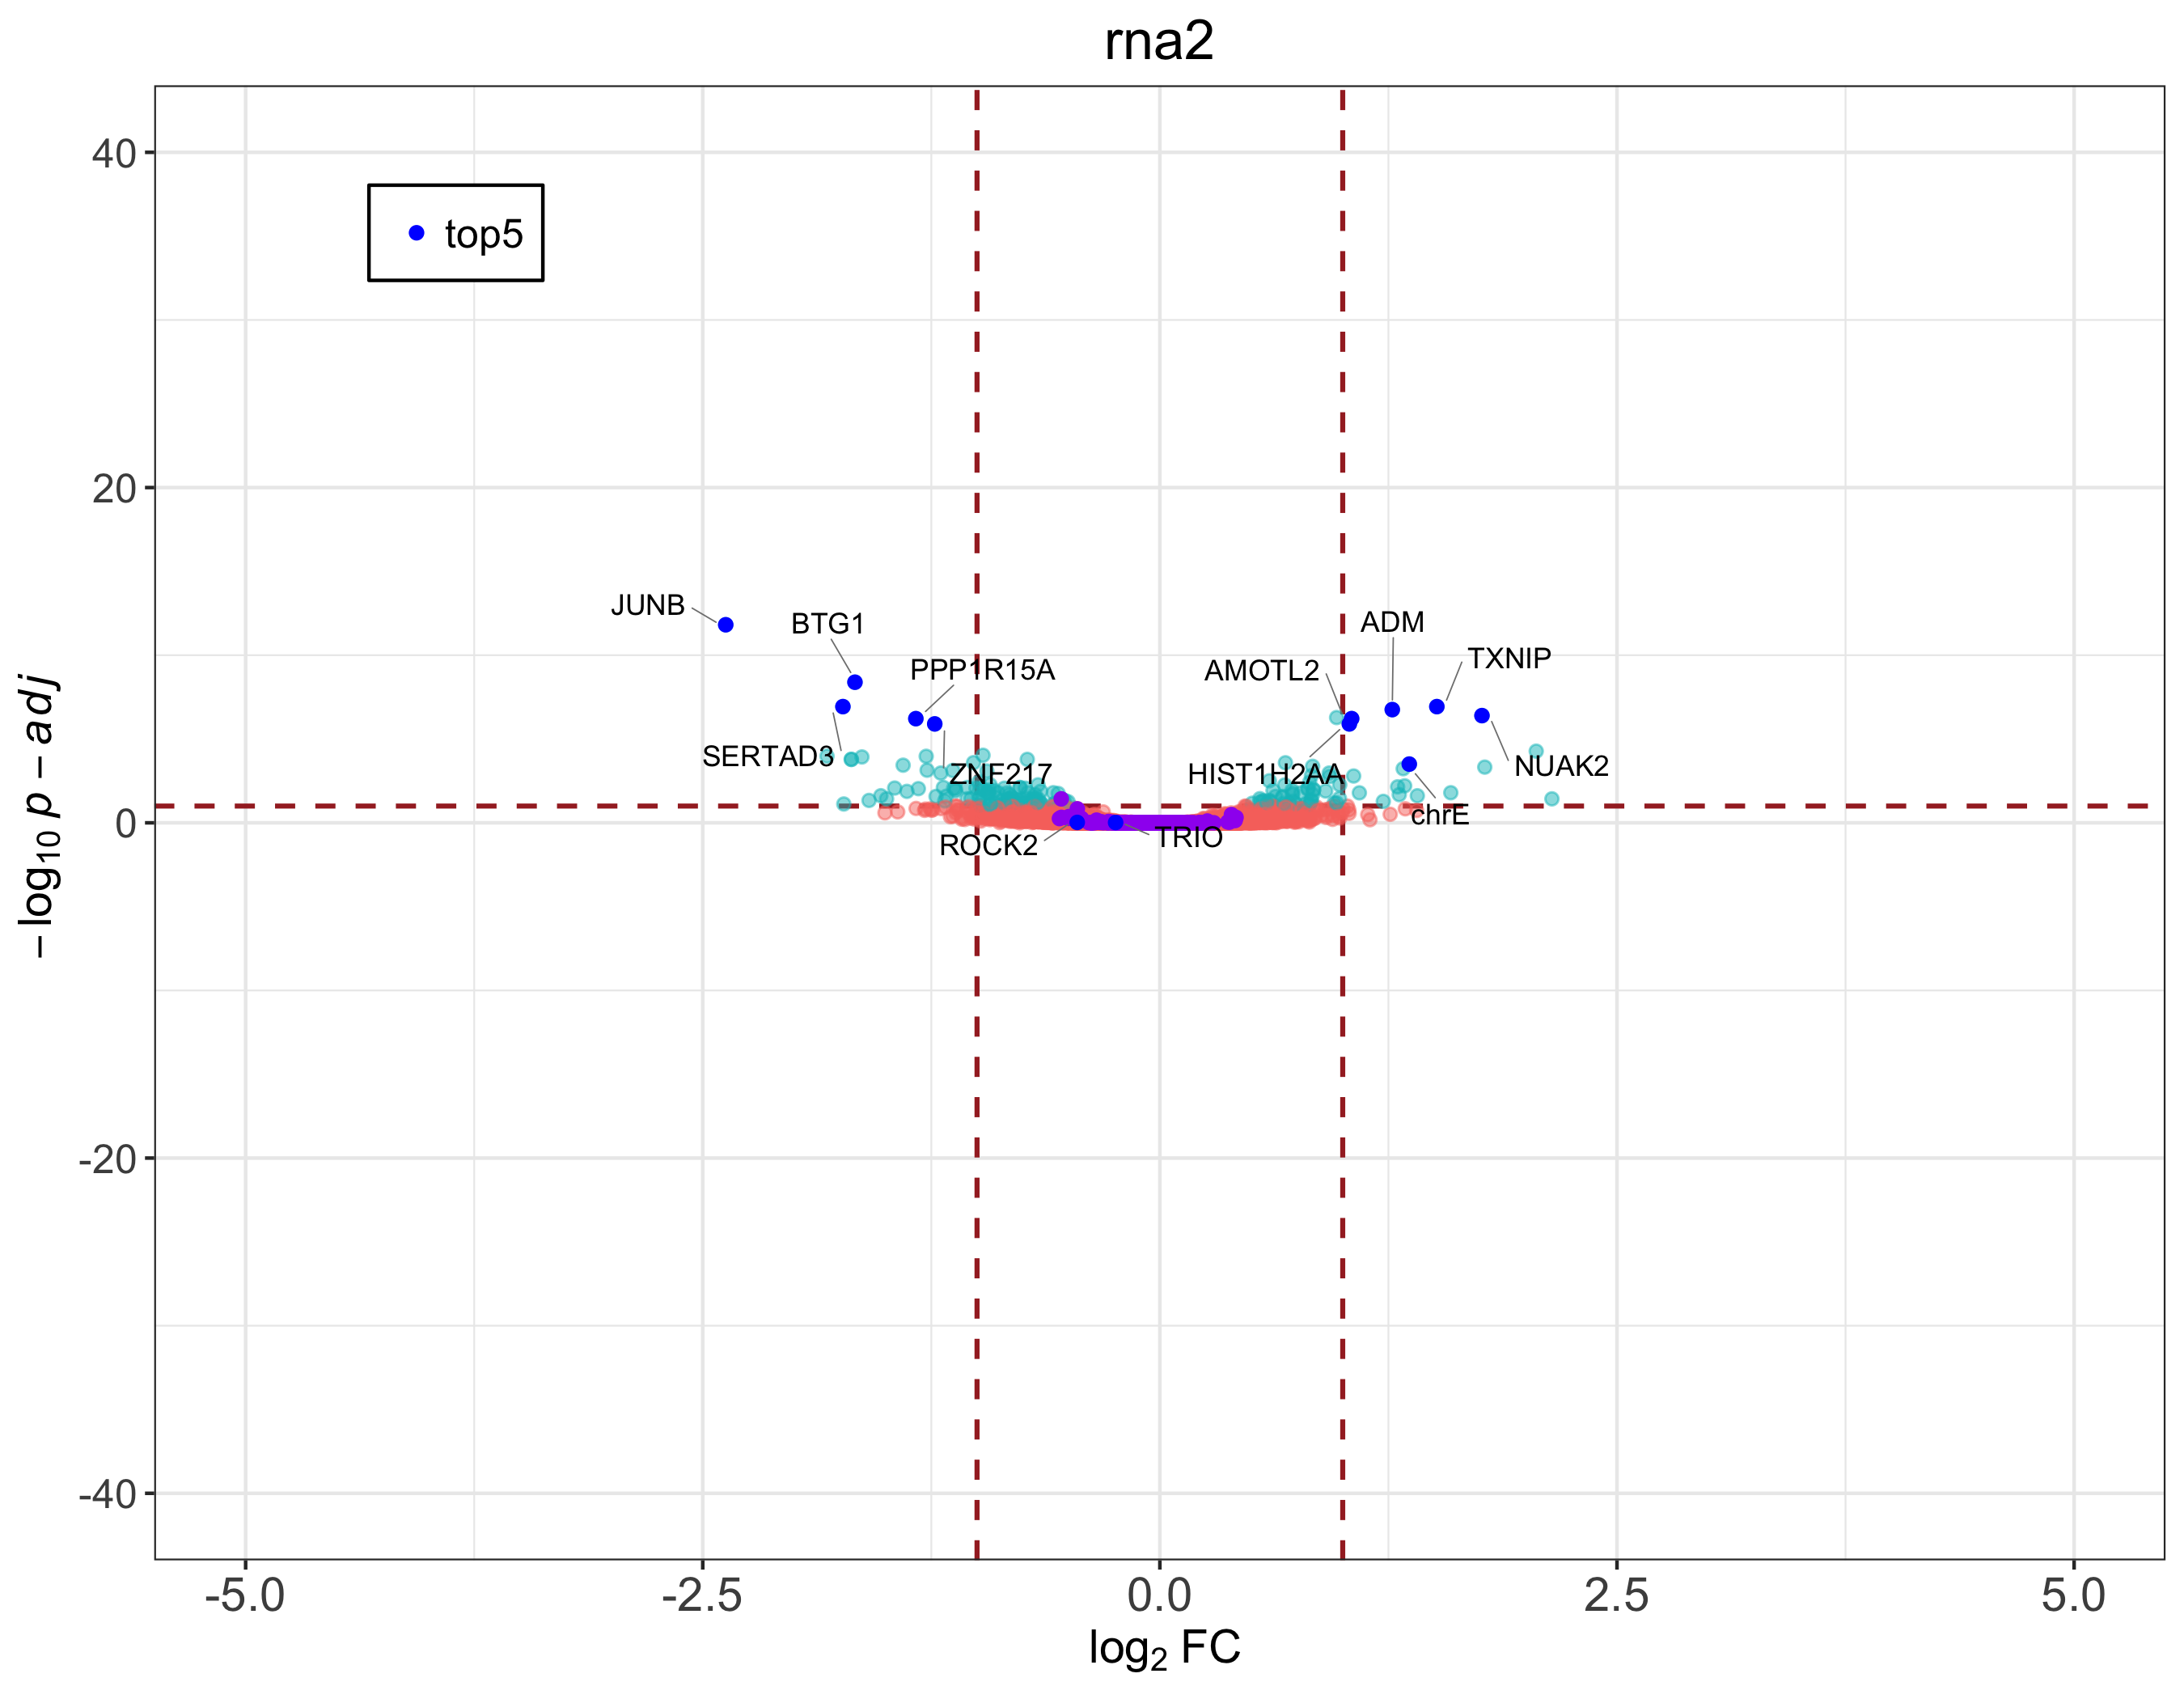 rna2
40
20
0
-20
-40
−log10 p − adj
top5
JUNB
BTG1
PPP1R15A
SERTAD3
ZNF217
ADM
TXNIP
AMOTL2
NUAK2
HIST1H2AA
chrE
ROCK2
TRIO
-5.0
-2.5
0.0
2.5
5.0
log2 FC